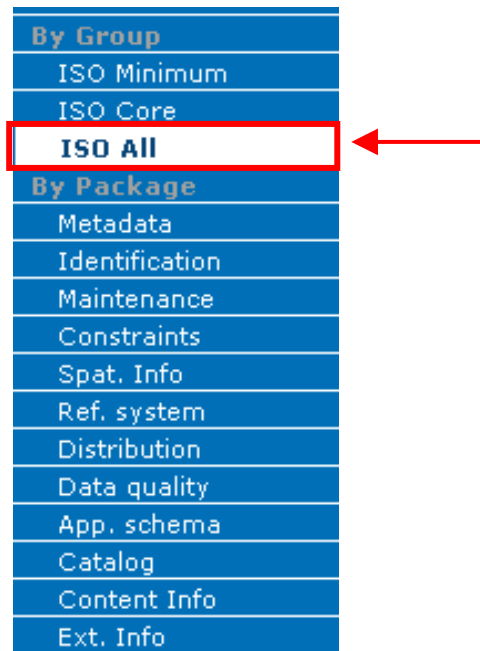 By Group
ISO Minimum
ISO Core
ISO All
By Package
Metadata
Identification
Maintenance
Constraints
Spat. Info
Ref. system
Distribution
Data quality
App. schema
Catalog
Content Info
Ext. Info